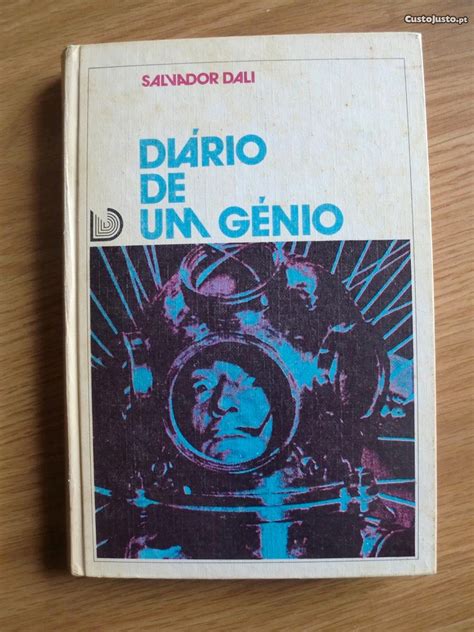 CustoJusto.pt
SALVADOR DALI
DIÁRIO
DE
UM GÉNIO